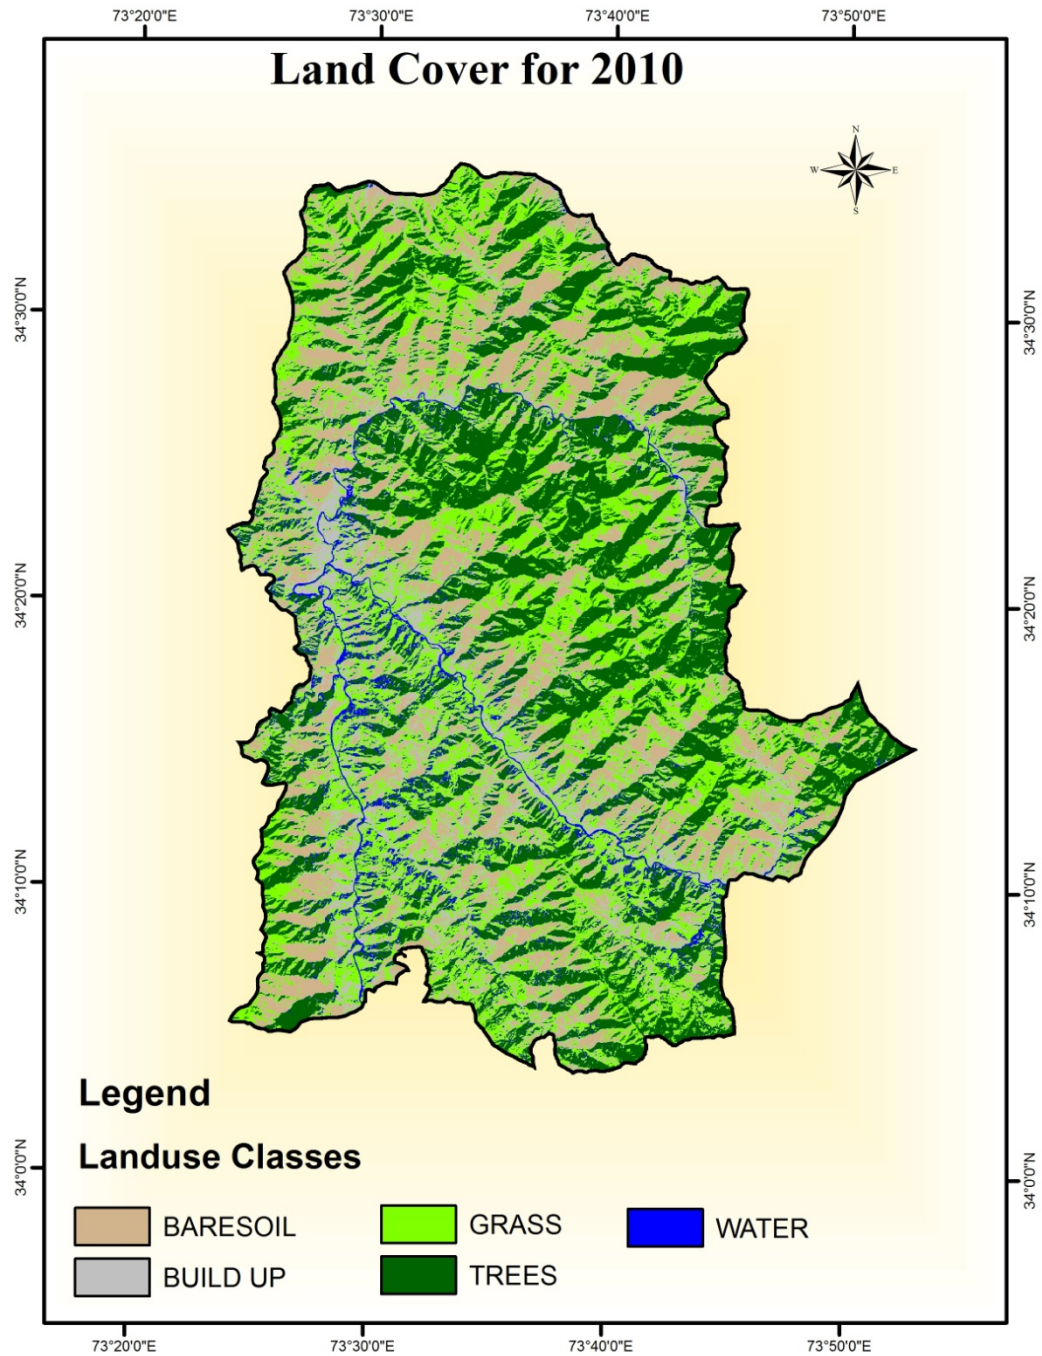 73°20'0"E 73°30'0"E 73°40'0"E 73°50'0"E
Land Cover for 2010
N
W E
S
34°30'0"N 34°30'0"N
34°20'0"N 34°20'0"N
34°10'0"N 34°10'0"N
Legend
Landuse Classes
34°0'0"N 34°0'0"N
BARESOIL GRASS WATER
BUILD UP TREES
73°20'0"E 73°30'0"E 73°40'0"E 73°50'0"E